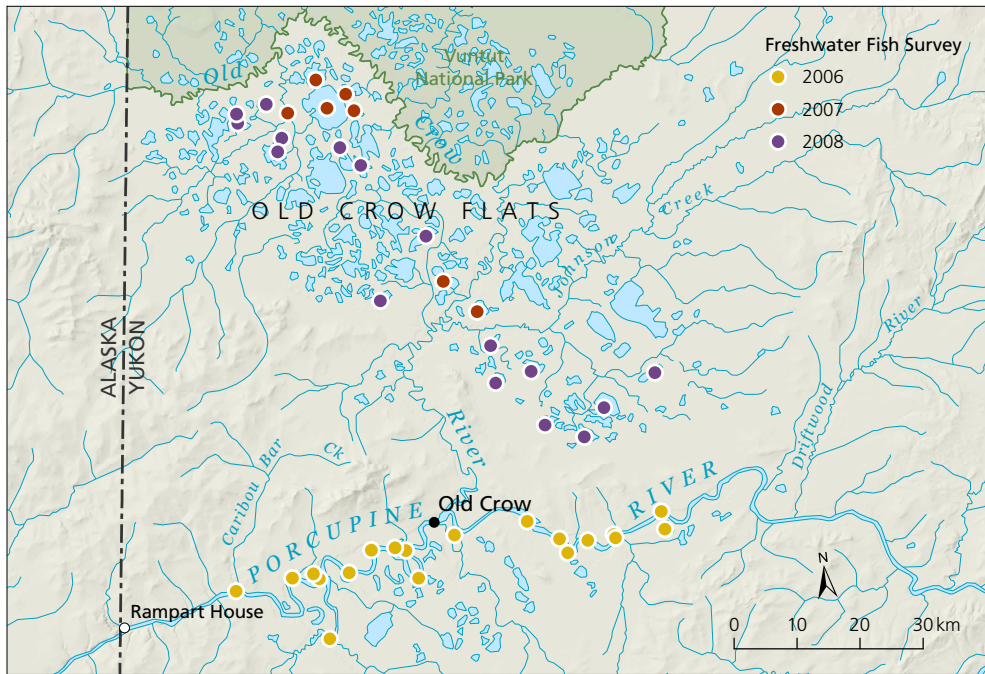 Vuntut
National Park
Freshwater Fish Survey
2006
2007
2008
Old
Crow
OLD CROW FLATS
Johnson
Creek
ALASKA
YUKON
River
Driftwood
River
Caribou Bar
Ck
Old Crow
PORCUPINE
RIVER
Rampart House
N
0 10 20 30 km